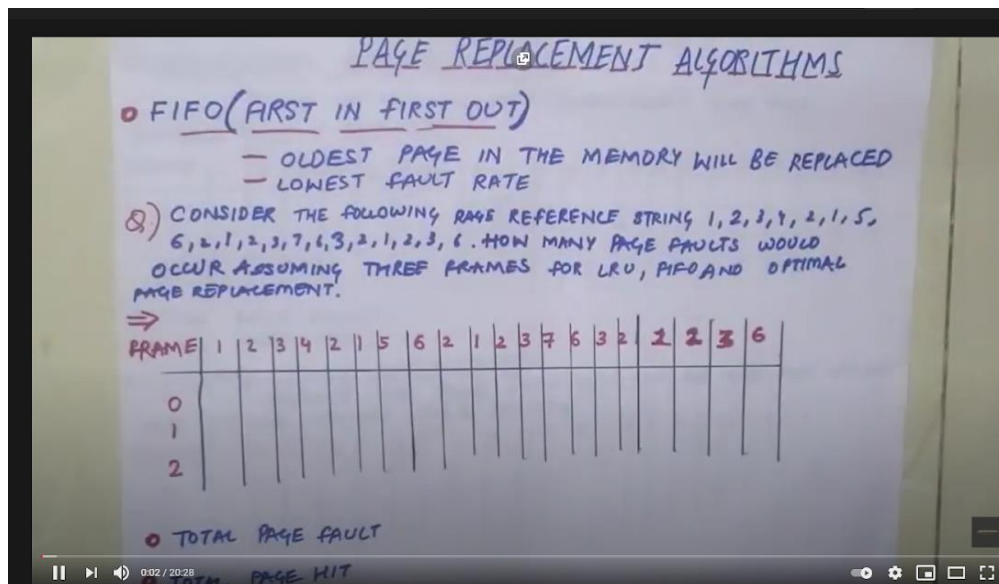 PAGE REPLACEMENT ALGORITHMS
FIFO (FIRST IN FIRST OUT)
— OLDEST PAGE IN THE MEMORY WILL BE REPLACED
— LOWEST FAULT RATE
Q.) CONSIDER THE FOLLOWING PAGE REFERENCE STRING 1, 2, 3, 4, 2, 1, 5,
6, 2, 1, 2, 3, 7, 6, 3, 2, 1, 2, 3, 6. HOW MANY PAGE FAULTS WOULD
OCCUR ASSUMING THREE FRAMES FOR LRU, FIFO AND OPTIMAL
PAGE REPLACEMENT.
⇒
FRAME 1 2 3 4 2 1 5 6 2 1 2 3 7 6 3 2 1 2 3 6
0
1
2
TOTAL PAGE FAULT
TOTAL PAGE HIT
0:02 / 20:28